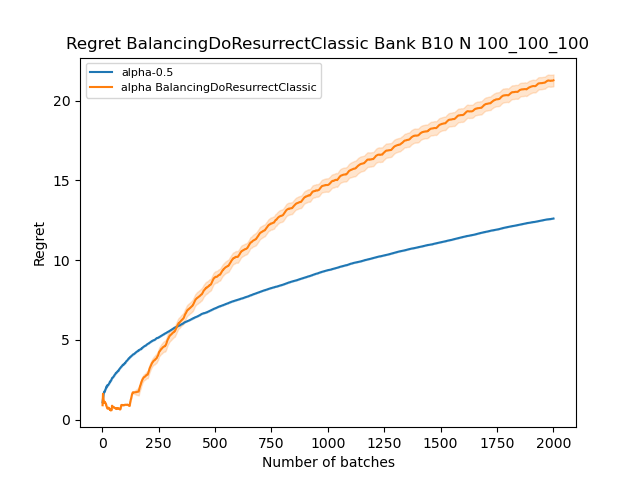 Regret BalancingDoResurrectClassic Bank B10 N 100_100_100
alpha-0.5
alpha BalancingDoResurrectClassic
20
15
10
5
0
Regret
0 250 500 750 1000 1250 1500 1750 2000
Number of batches